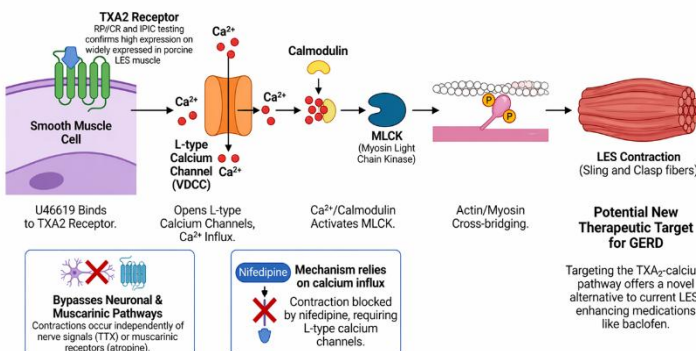 TXA2 Receptor
RP//CR and IPIC testing
confirms high expression on
widely expressed in porcine
LES muscle
Smooth Muscle
Cell
U46619 Binds
to TXA2 Receptor.
Ca²⁺
Ca²⁺
L-type
Calcium
Channel
(VDCC)
Ca²⁺
Ca²⁺
Opens L-type
Calcium Channels,
Ca²⁺ Influx.
Calmodulin
MLCK
(Myosin Light
Chain Kinase)
Ca²⁺/Calmodulin
Activates MLCK.
P
P
Actin/Myosin
Cross-bridging.
LES Contraction
(Sling and Clasp fibers)
Potential New
Therapeutic Target
for GERD
Targeting the TXA₂-calcium
pathway offers a novel
alternative to current LES-
enhancing medications
like baclofen.
Bypasses Neuronal &
Muscarinic Pathways
Contractions occur independently of
nerve signals (TTX) or muscarinic
receptors (atropine).
Nifedipine
Mechanism relies
on calcium influx
Contraction blocked
by nifedipine, requiring
L-type calcium
channels.